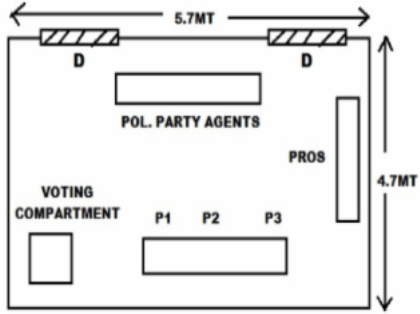 5.7MT
D
D
POL. PARTY AGENTS
PROS
4.7MT
VOTING
COMPARTMENT
P1
P2
P3